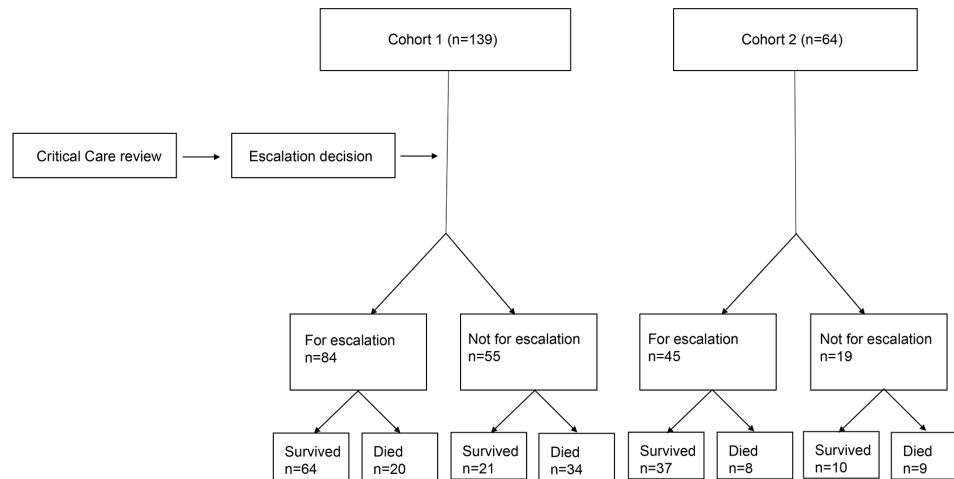 Cohort 1 (n=139)
Cohort 2 (n=64)
Critical Care review
Escalation decision
For escalation
n=84
Not for escalation
n=55
For escalation
n=45
Not for escalation
n=19
Survived
n=64
Died
n=20
Survived
n=21
Died
n=34
Survived
n=37
Died
n=8
Survived
n=10
Died
n=9